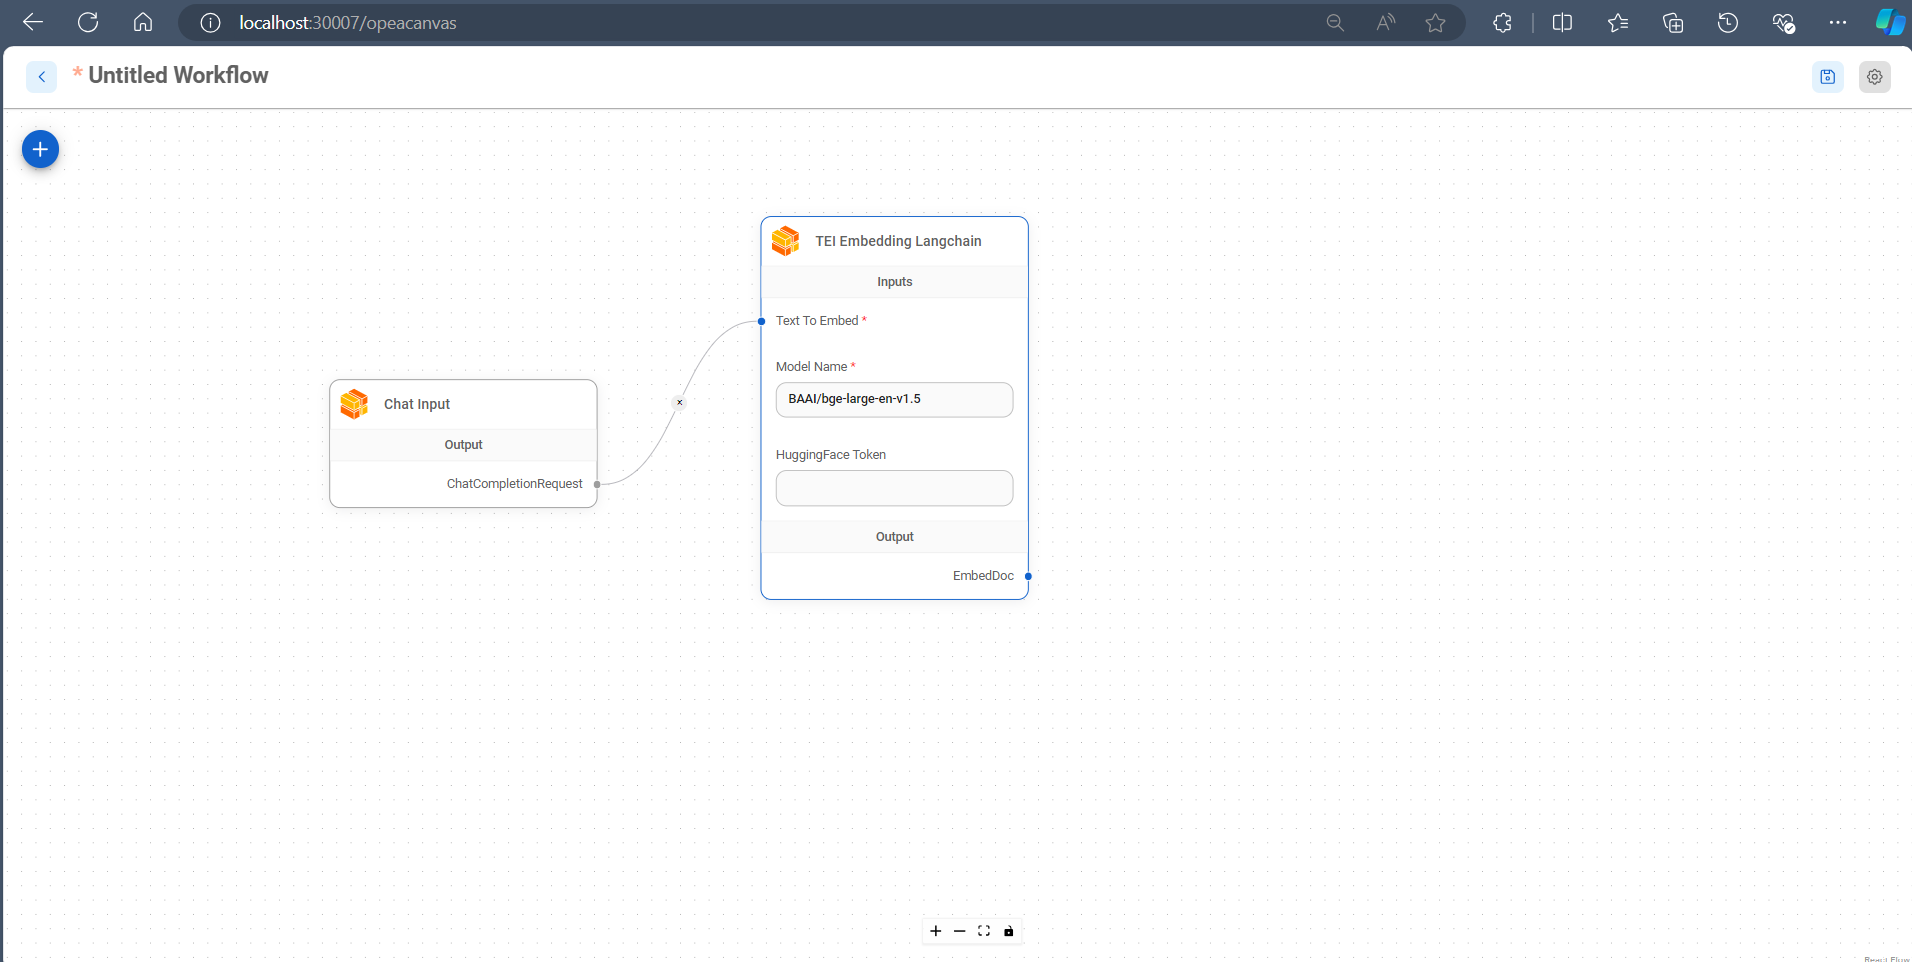 localhost:30007/opeacanvas
* Untitled Workflow
TEI Embedding Langchain
Inputs
Text To Embed *
Model Name *
BAAI/bge-large-en-v1.5
HuggingFace Token
Output
EmbedDoc
Chat Input
Output
ChatCompletionRequest
React Flow